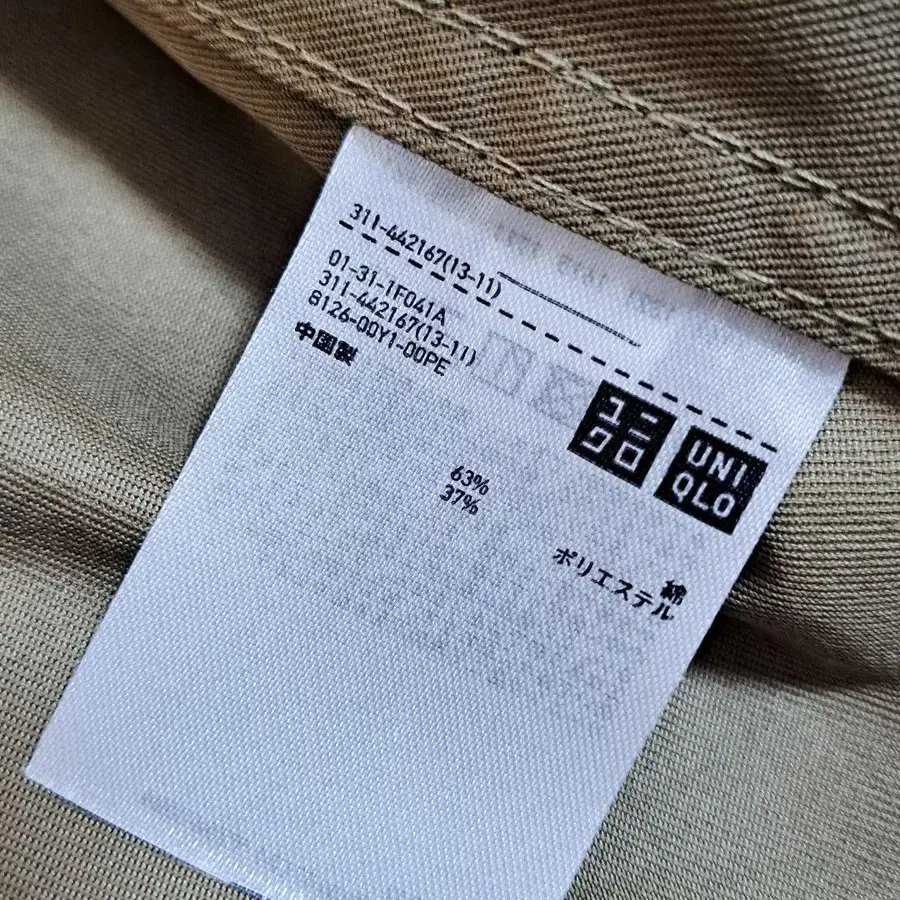 311-442167(13-11)
01-31-1F041A
311-442167(13-11)
8126-00Y1-00PE
中国製
ユニ
クロ
UNI
QLO
63% 綿
37% ポリエステル